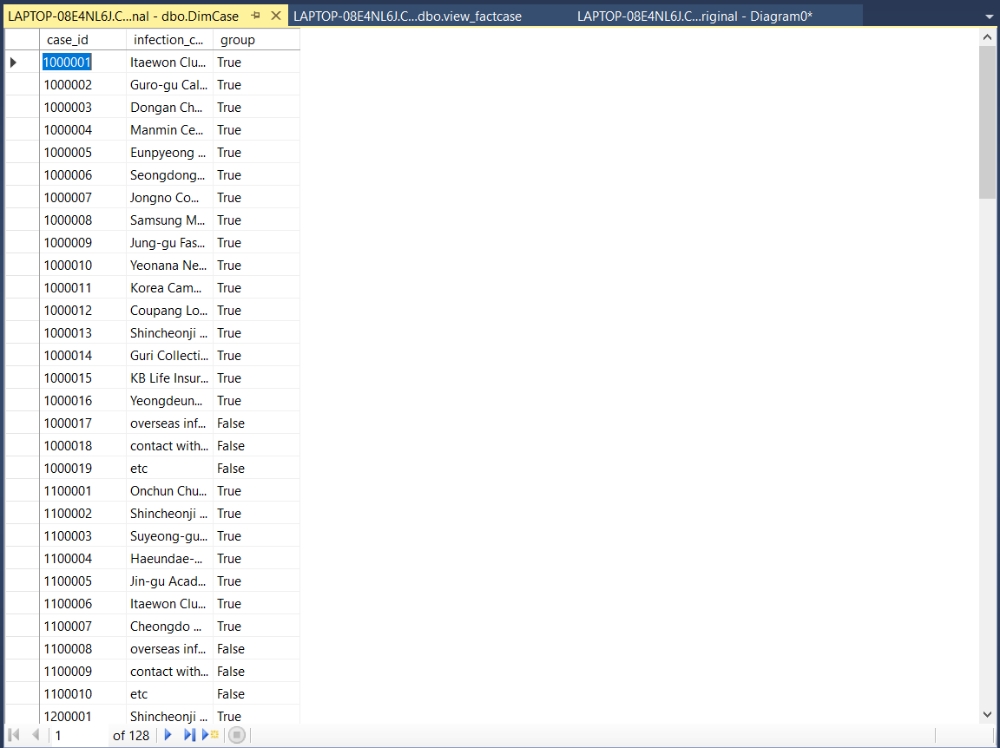 LAPTOP-08E4NL6J.C...nal - dbo.DimCase LAPTOP-08E4NL6J.C...dbo.view_factcase LAPTOP-08E4NL6J.C...riginal - Diagram0*
case_id infection_c... group
1000001 Itaewon Clu... True
1000002 Guro-gu Cal... True
1000003 Dongan Ch... True
1000004 Manmin Ce... True
1000005 Eunpyeong ... True
1000006 Seongdong... True
1000007 Jongno Co... True
1000008 Samsung M... True
1000009 Jung-gu Fas... True
1000010 Yeonana Ne... True
1000011 Korea Cam... True
1000012 Coupang Lo... True
1000013 Shincheonji ... True
1000014 Guri Collecti... True
1000015 KB Life Insur... True
1000016 Yeongdeun... True
1000017 overseas inf... False
1000018 contact with... False
1000019 etc False
1100001 Onchun Chu... True
1100002 Shincheonji ... True
1100003 Suyeong-gu... True
1100004 Haeundae-... True
1100005 Jin-gu Acad... True
1100006 Itaewon Clu... True
1100007 Cheongdo ... True
1100008 overseas inf... False
1100009 contact with... False
1100010 etc False
1200001 Shincheonji ... True
1 of 128